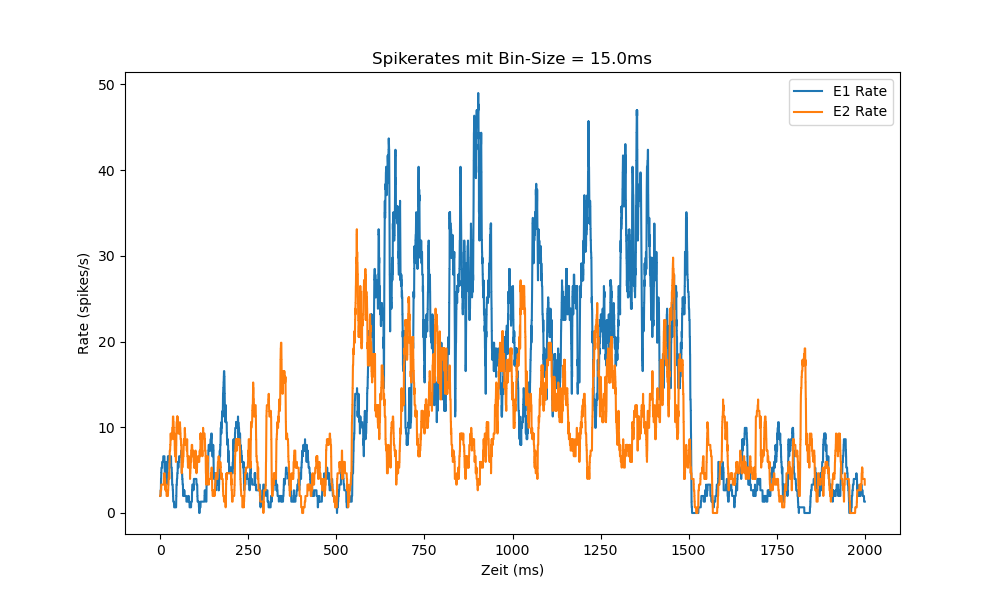 Spikerates mit Bin-Size = 15.0ms
E1 Rate
E2 Rate
50
40
30
20
10
0
Rate (spikes/s)
0 250 500 750 1000 1250 1500 1750 2000
Zeit (ms)